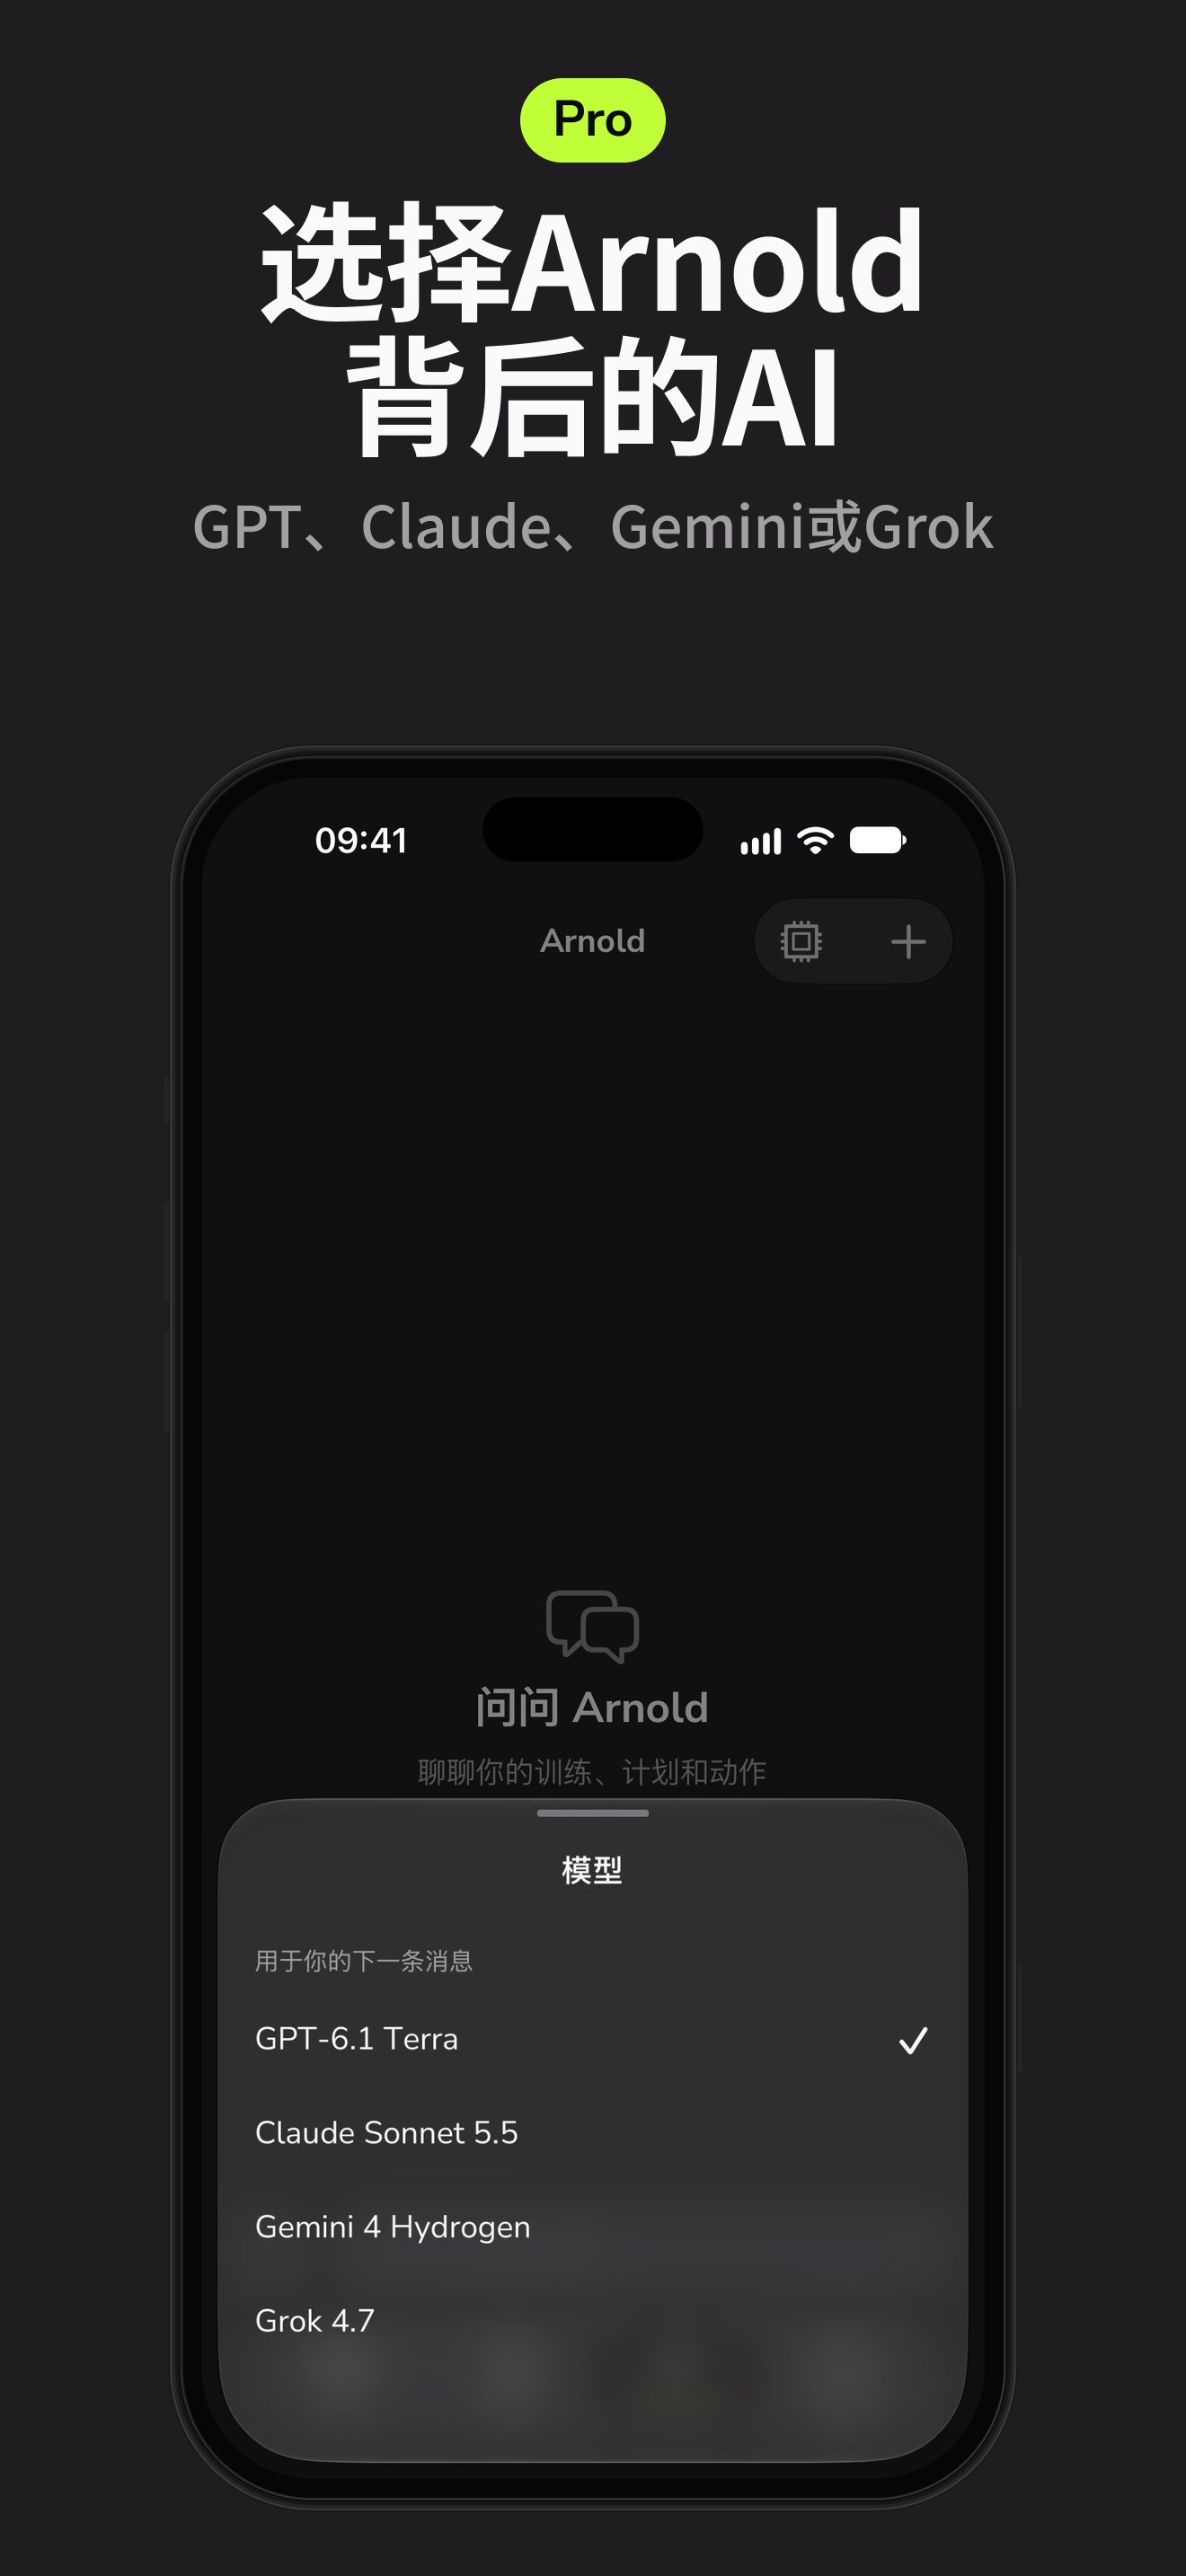 Pro
选择Arnold
背后的AI
GPT、Claude、Gemini或Grok
09:41
Arnold
问问 Arnold
聊聊你的训练、计划和动作
模型
用于你的下一条消息
GPT-6.1 Terra
Claude Sonnet 5.5
Gemini 4 Hydrogen
Grok 4.7